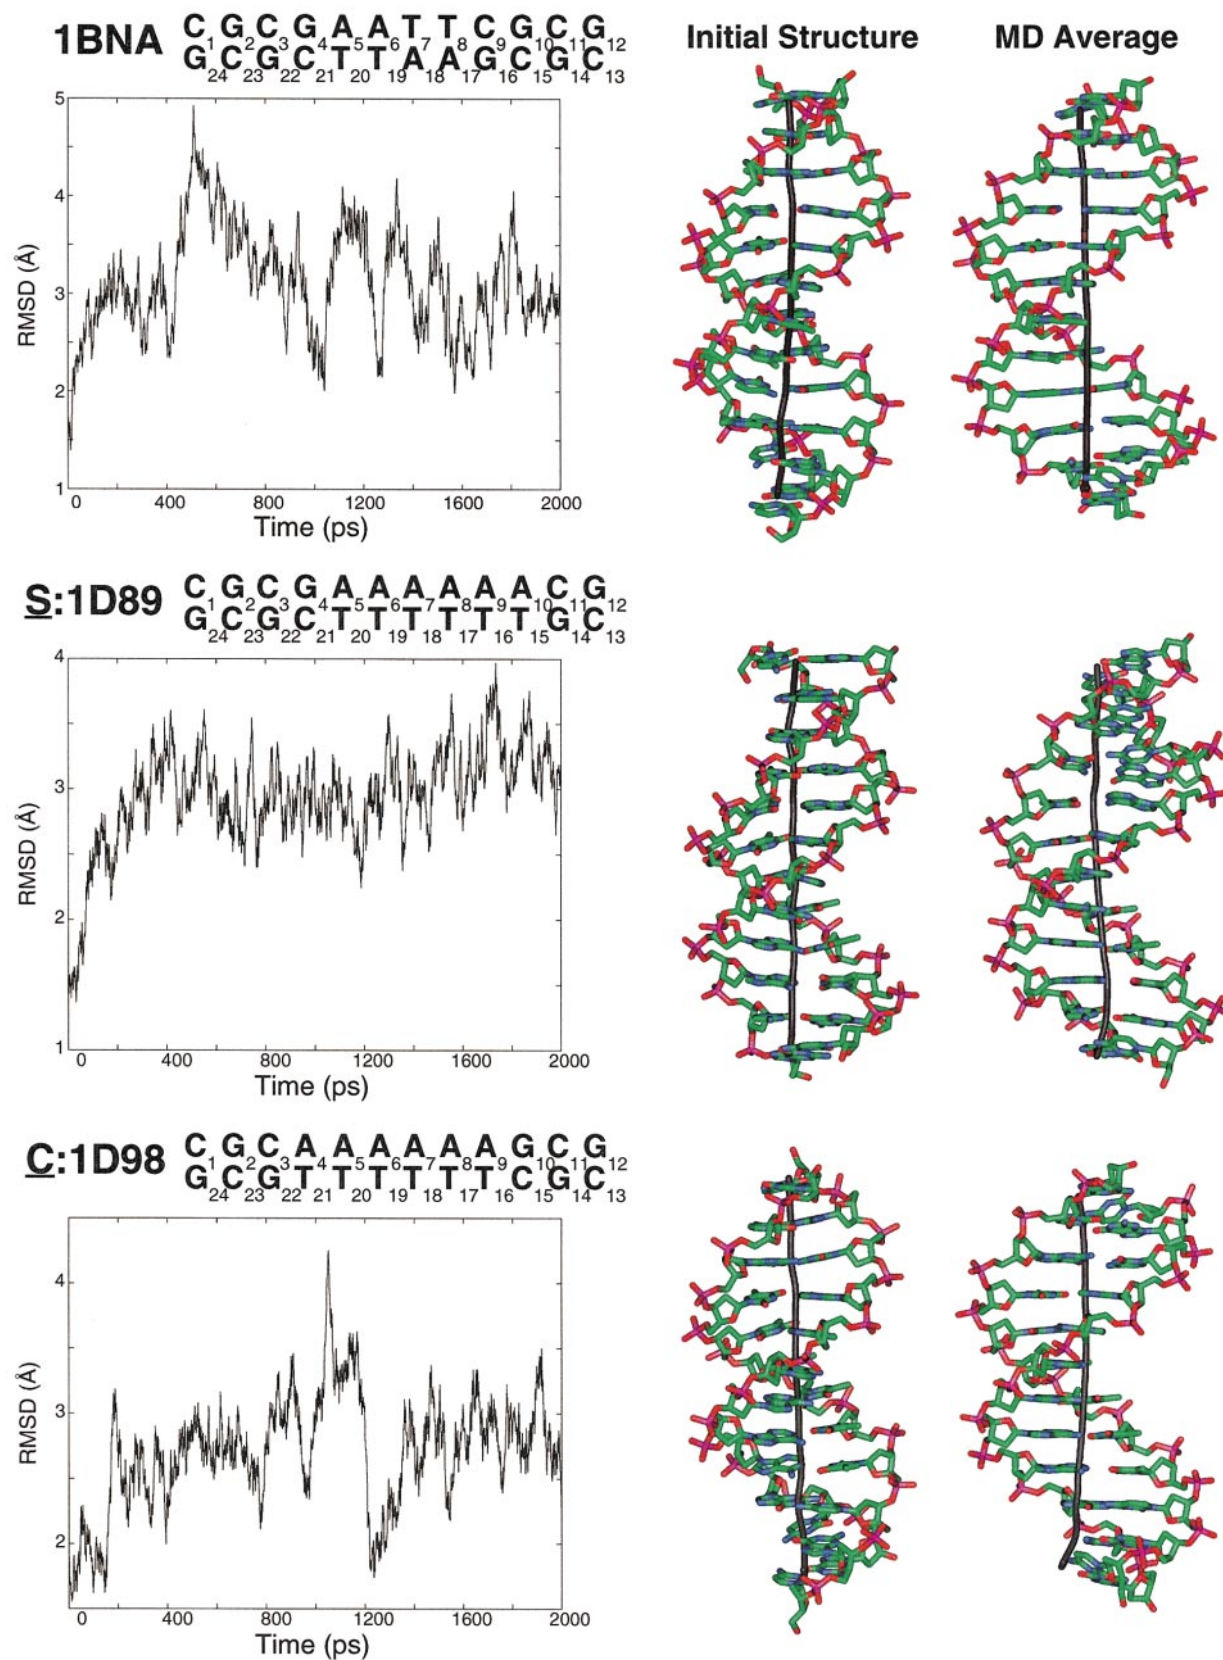 1BNA
C G C G A A T T C G C G
1 2 3 4 5 6 7 8 9 10 11 12
G C G C T T A A G C G C
24 23 22 21 20 19 18 17 16 15 14 13
Initial Structure MD Average
5
4
3
2
1
RMSD (Å)
0 400 800 1200 1600 2000
Time (ps)
S:1D89
C G C G A A A A A A C G
1 2 3 4 5 6 7 8 9 10 11 12
G C G C T T T T T T G C
24 23 22 21 20 19 18 17 16 15 14 13
4
3
2
1
RMSD (Å)
0 400 800 1200 1600 2000
Time (ps)
C:1D98
C G C A A A A A A G C G
1 2 3 4 5 6 7 8 9 10 11 12
G C G T T T T T T C G C
24 23 22 21 20 19 18 17 16 15 14 13
4
3
2
RMSD (Å)
0 400 800 1200 1600 2000
Time (ps)